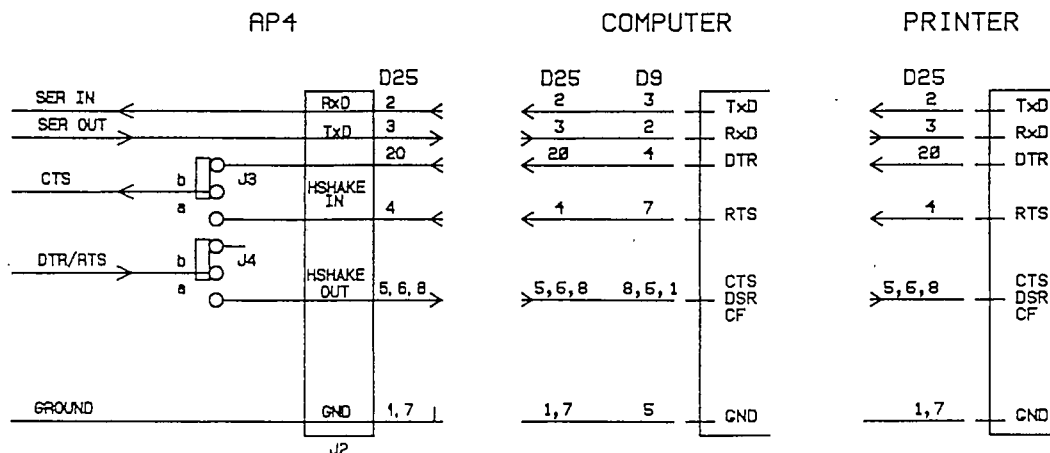 AP4 COMPUTER PRINTER
D25 D25 D9 D25
SER IN RxD 2 2 3 TxD 2 TxD
SER OUT TxD 3 3 2 RxD 3 RxD
20 20 4 DTR 20 DTR
CTS b J3 HSHAKE
IN
a 4 4 7 RTS 4 RTS
DTR/RTS b J4 HSHAKE
OUT
a 5,6,8 5,6,8 8,6,1 CTS
DSR
CF
5,6,8 CTS
DSR
CF
GROUND GND 1,7 1,7 5 GND 1,7 GND
J2